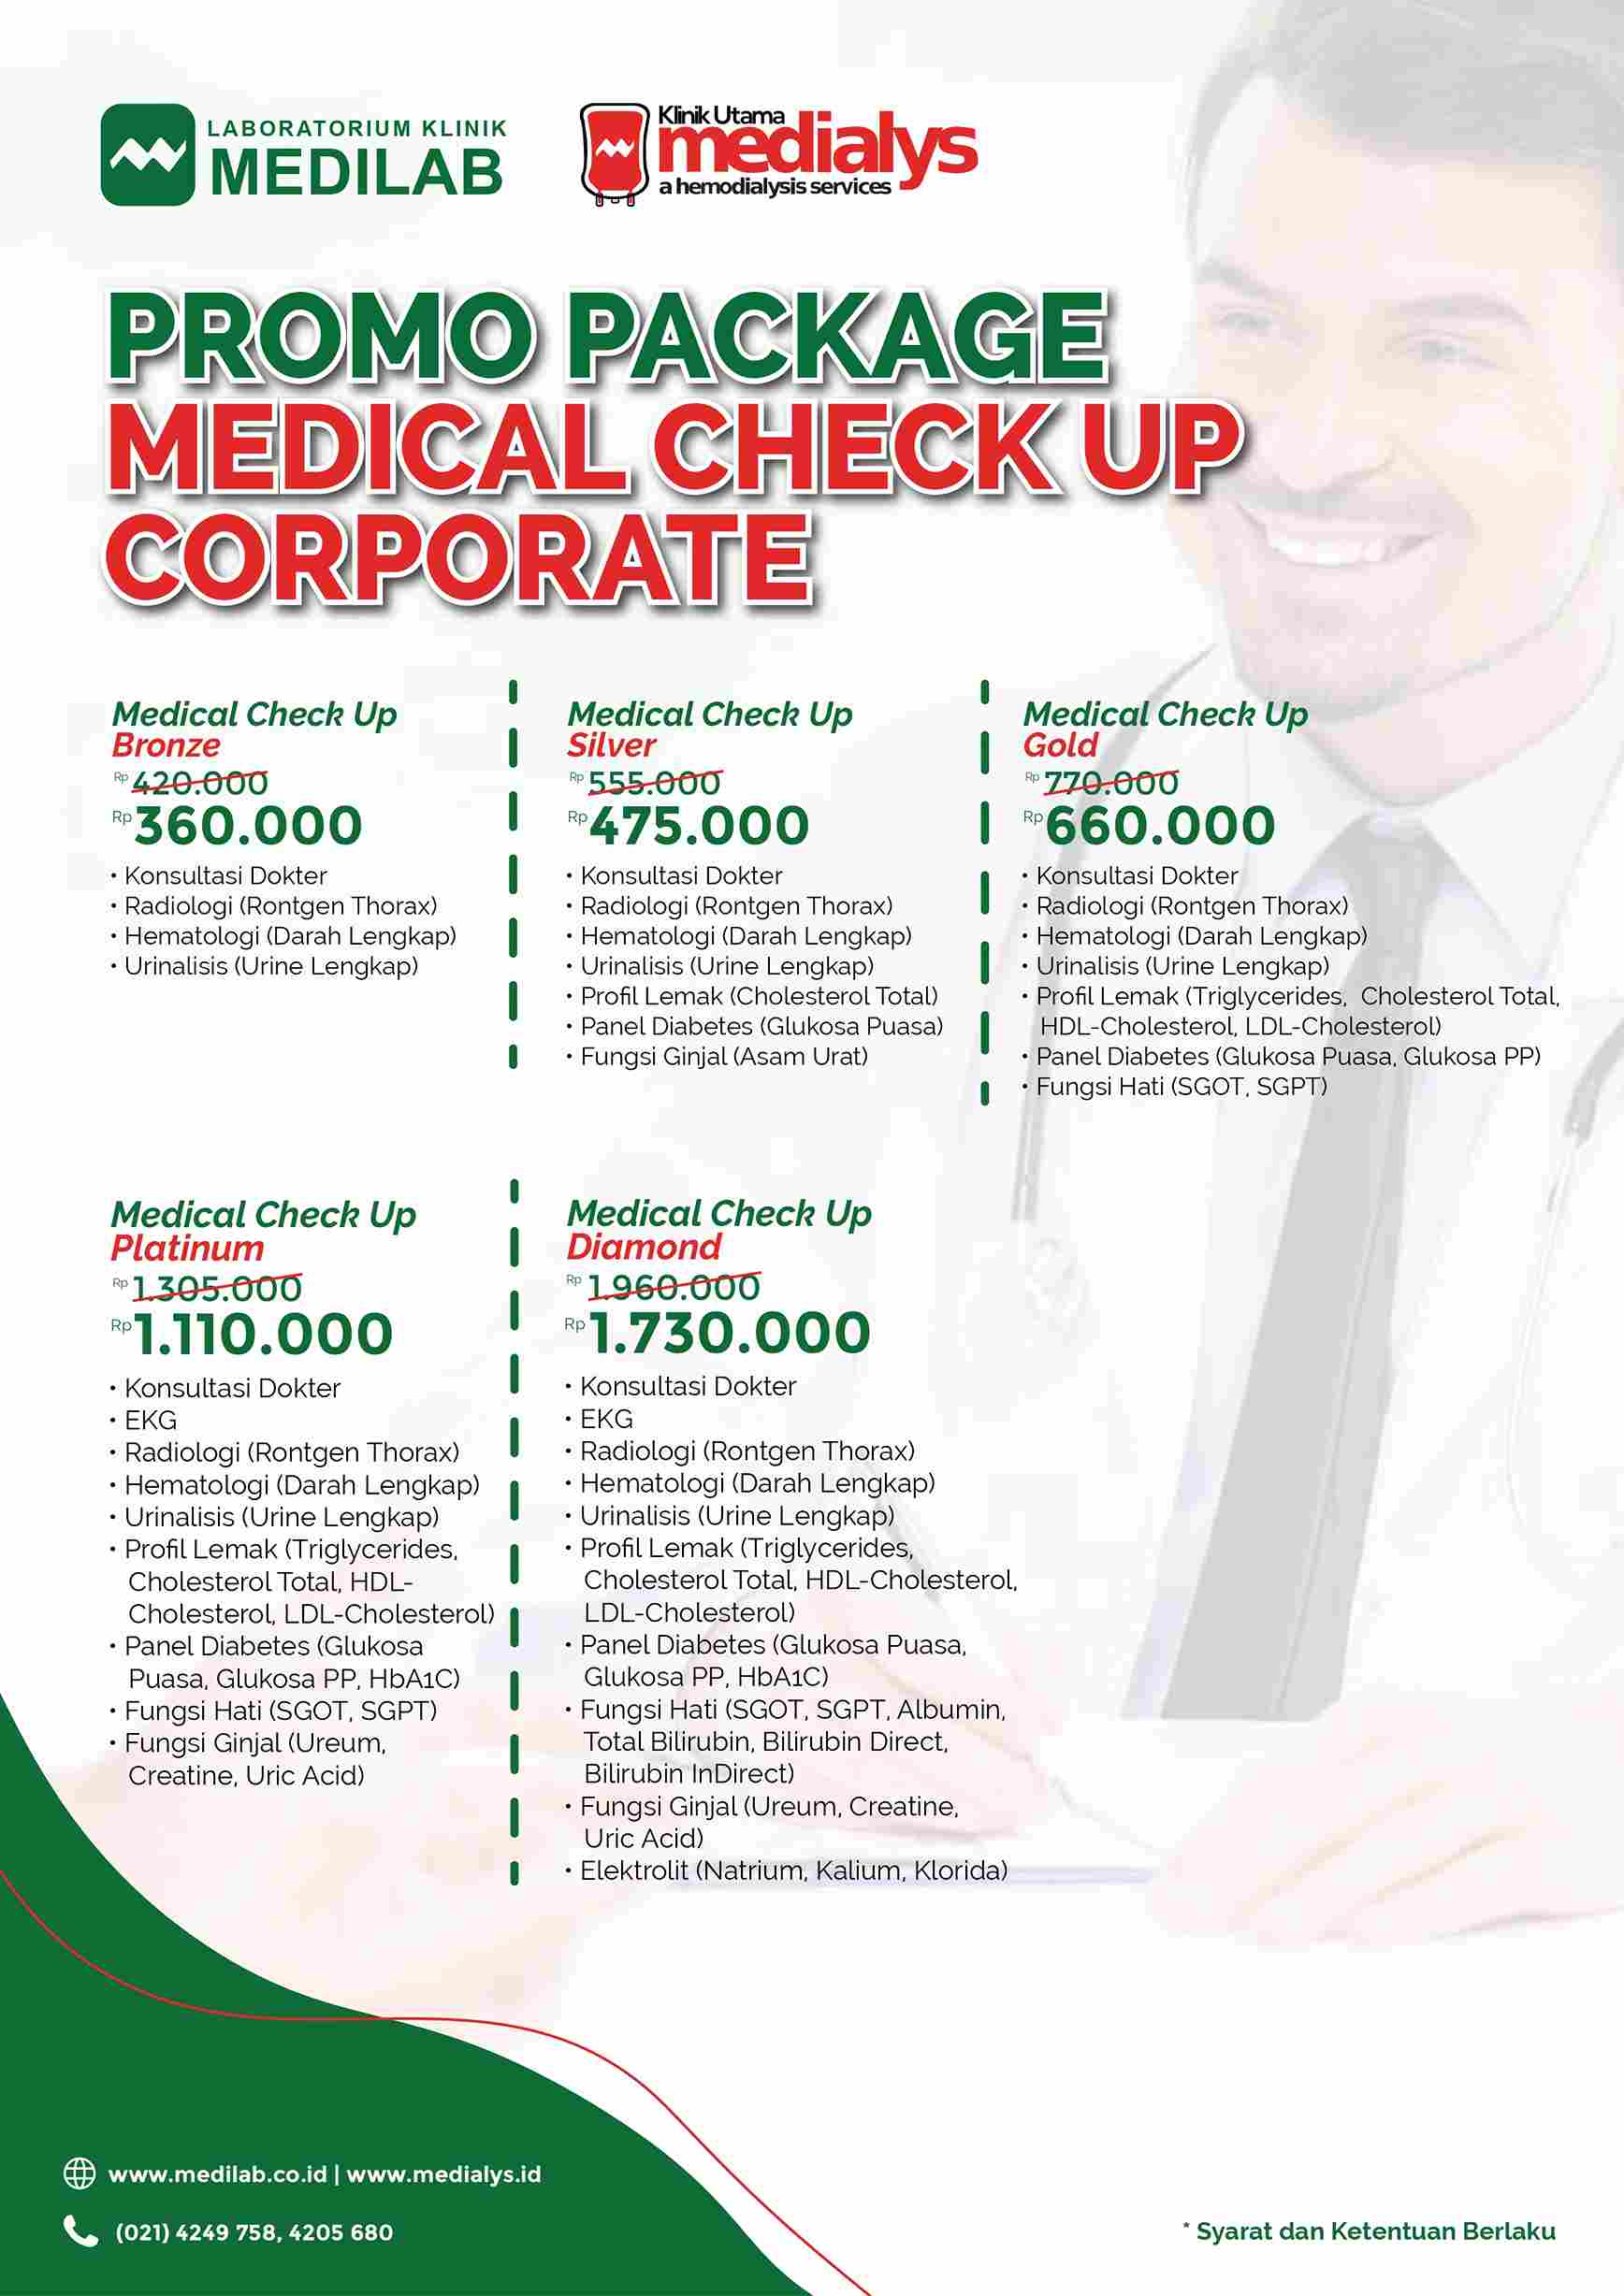 LABORATORIUM KLINIK
MEDILAB
Klinik Utama
medialys
a hemodialysis services
PROMO PACKAGE
MEDICAL CHECK UP
CORPORATE
Medical Check Up
Bronze
Rp 420.000
Rp 360.000
• Konsultasi Dokter
• Radiologi (Rontgen Thorax)
• Hematologi (Darah Lengkap)
• Urinalisis (Urine Lengkap)
Medical Check Up
Silver
Rp 555.000
Rp 475.000
• Konsultasi Dokter
• Radiologi (Rontgen Thorax)
• Hematologi (Darah Lengkap)
• Urinalisis (Urine Lengkap)
• Profil Lemak (Cholesterol Total)
• Panel Diabetes (Glukosa Puasa)
• Fungsi Ginjal (Asam Urat)
Medical Check Up
Gold
Rp 770.000
Rp 660.000
• Konsultasi Dokter
• Radiologi (Rontgen Thorax)
• Hematologi (Darah Lengkap)
• Urinalisis (Urine Lengkap)
• Profil Lemak (Triglycerides, Cholesterol Total,
HDL-Cholesterol, LDL-Cholesterol)
• Panel Diabetes (Glukosa Puasa, Glukosa PP)
• Fungsi Hati (SGOT, SGPT)
Medical Check Up
Platinum
Rp 1.305.000
Rp 1.110.000
• Konsultasi Dokter
• EKG
• Radiologi (Rontgen Thorax)
• Hematologi (Darah Lengkap)
• Urinalisis (Urine Lengkap)
• Profil Lemak (Triglycerides,
Cholesterol Total, HDL-
Cholesterol, LDL-Cholesterol)
• Panel Diabetes (Glukosa
Puasa, Glukosa PP, HbA1C)
• Fungsi Hati (SGOT, SGPT)
• Fungsi Ginjal (Ureum,
Creatine, Uric Acid)
Medical Check Up
Diamond
Rp 1.960.000
Rp 1.730.000
• Konsultasi Dokter
• EKG
• Radiologi (Rontgen Thorax)
• Hematologi (Darah Lengkap)
• Urinalisis (Urine Lengkap)
• Profil Lemak (Triglycerides,
Cholesterol Total, HDL-Cholesterol,
LDL-Cholesterol)
• Panel Diabetes (Glukosa Puasa,
Glukosa PP, HbA1C)
• Fungsi Hati (SGOT, SGPT, Albumin,
Total Bilirubin, Bilirubin Direct,
Bilirubin InDirect)
• Fungsi Ginjal (Ureum, Creatine,
Uric Acid)
• Elektrolit (Natrium, Kalium, Klorida)
www.medilab.co.id | www.medialys.id
(021) 4249 758, 4205 680
* Syarat dan Ketentuan Berlaku